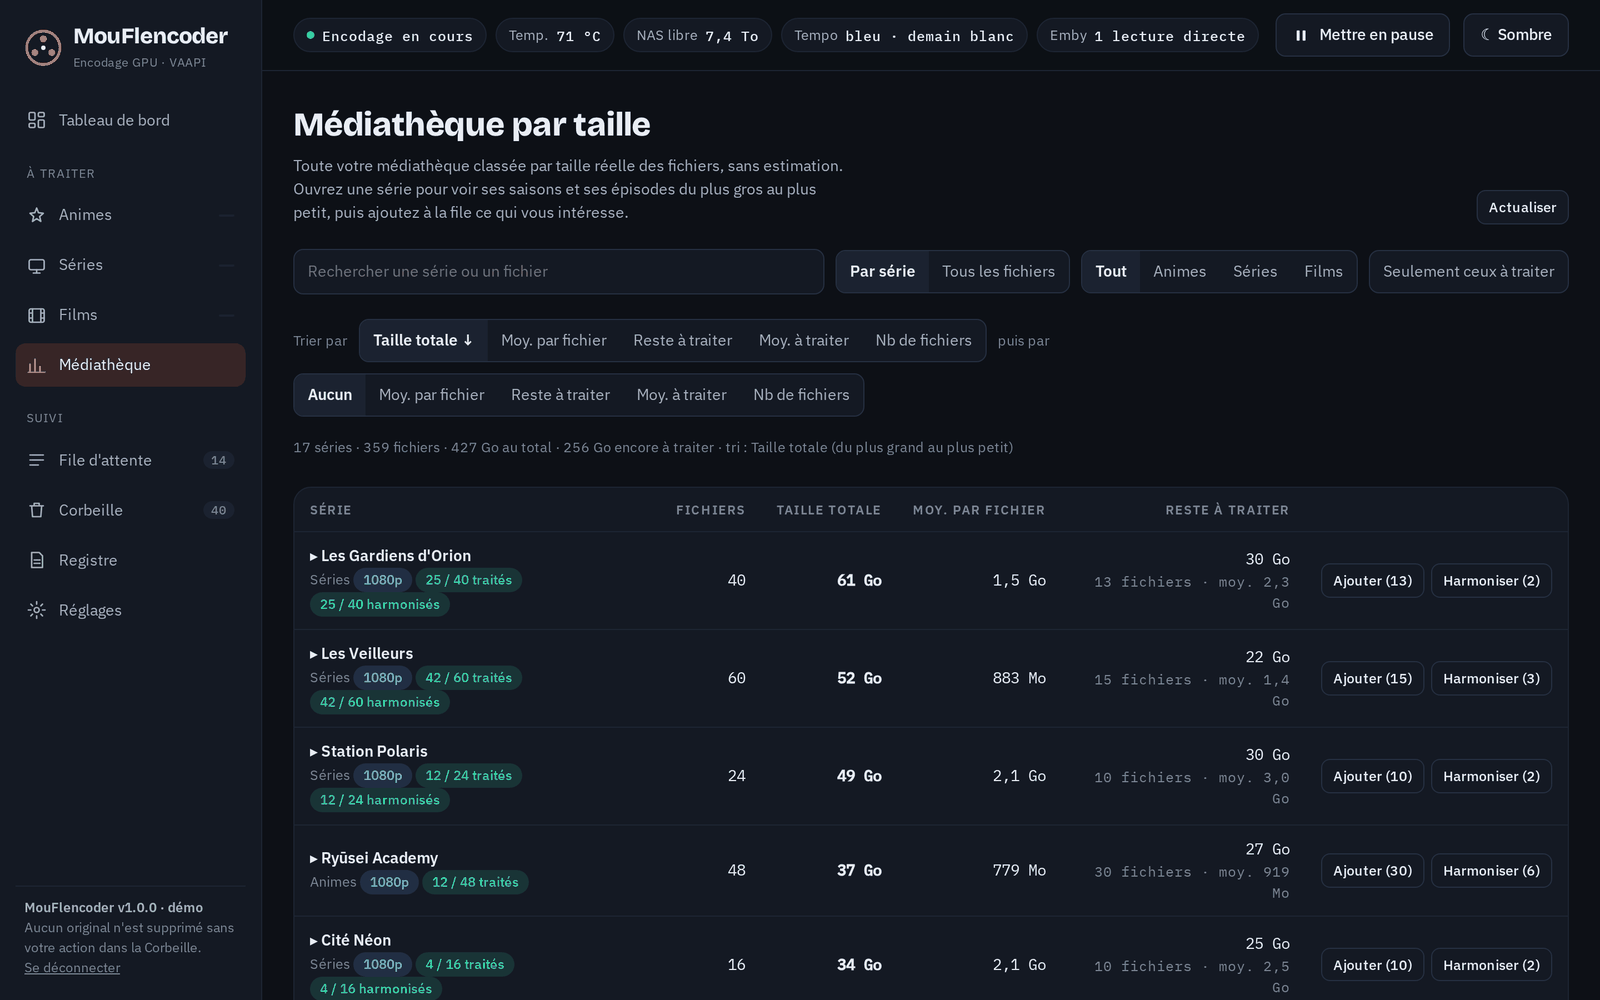 MouFlencoder
Encodage GPU · VAAPI
Tableau de bord
À TRAITER
Animes —
Séries —
Films —
Médiathèque
SUIVI
File d'attente 14
Corbeille 40
Registre
Réglages
MouFlencoder v1.0.0 · démo
Aucun original n'est supprimé sans
votre action dans la Corbeille.
Se déconnecter
Encodage en cours
Temp. 71 °C
NAS libre 7,4 To
Tempo bleu · demain blanc
Emby 1 lecture directe
Mettre en pause
☾ Sombre
Médiathèque par taille
Toute votre médiathèque classée par taille réelle des fichiers, sans estimation.
Ouvrez une série pour voir ses saisons et ses épisodes du plus gros au plus
petit, puis ajoutez à la file ce qui vous intéresse.
Actualiser
Rechercher une série ou un fichier
Par série Tous les fichiers
Tout Animes Séries Films
Seulement ceux à traiter
Trier par Taille totale ↓ Moy. par fichier Reste à traiter Moy. à traiter Nb de fichiers puis par
Aucun Moy. par fichier Reste à traiter Moy. à traiter Nb de fichiers
17 séries · 359 fichiers · 427 Go au total · 256 Go encore à traiter · tri : Taille totale (du plus grand au plus petit)
SÉRIE FICHIERS TAILLE TOTALE MOY. PAR FICHIER RESTE À TRAITER
▸ Les Gardiens d'Orion
Séries 1080p 25 / 40 traités
25 / 40 harmonisés
40 61 Go 1,5 Go
30 Go
13 fichiers · moy. 2,3
Go
Ajouter (13) Harmoniser (2)
▸ Les Veilleurs
Séries 1080p 42 / 60 traités
42 / 60 harmonisés
60 52 Go 883 Mo
22 Go
15 fichiers · moy. 1,4
Go
Ajouter (15) Harmoniser (3)
▸ Station Polaris
Séries 1080p 12 / 24 traités
12 / 24 harmonisés
24 49 Go 2,1 Go
30 Go
10 fichiers · moy. 3,0
Go
Ajouter (10) Harmoniser (2)
▸ Ryūsei Academy
Animes 1080p 12 / 48 traités
48 37 Go 779 Mo
27 Go
30 fichiers · moy. 919
Mo
Ajouter (30) Harmoniser (6)
▸ Cité Néon
Séries 1080p 4 / 16 traités
4 / 16 harmonisés
16 34 Go 2,1 Go
25 Go
10 fichiers · moy. 2,5
Go
Ajouter (10) Harmoniser (2)